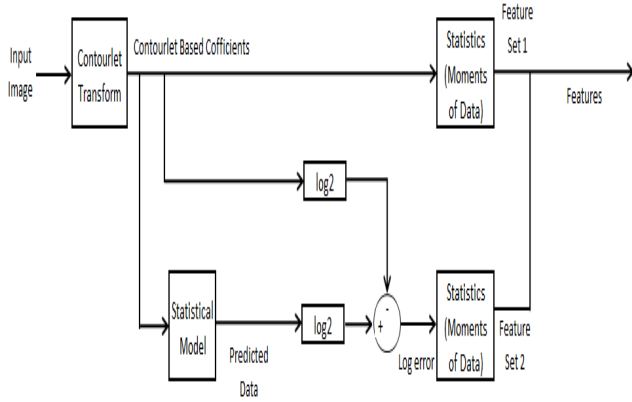 Input
Image
Contourlet
Transform
Contourlet Based Cofficients
Statistics
(Moments
of Data)
Feature
Set 1
Features
log2
Statistical
Model
Predicted
Data
log2
-
+
Log error
Statistics
(Moments
of Data)
Feature
Set 2